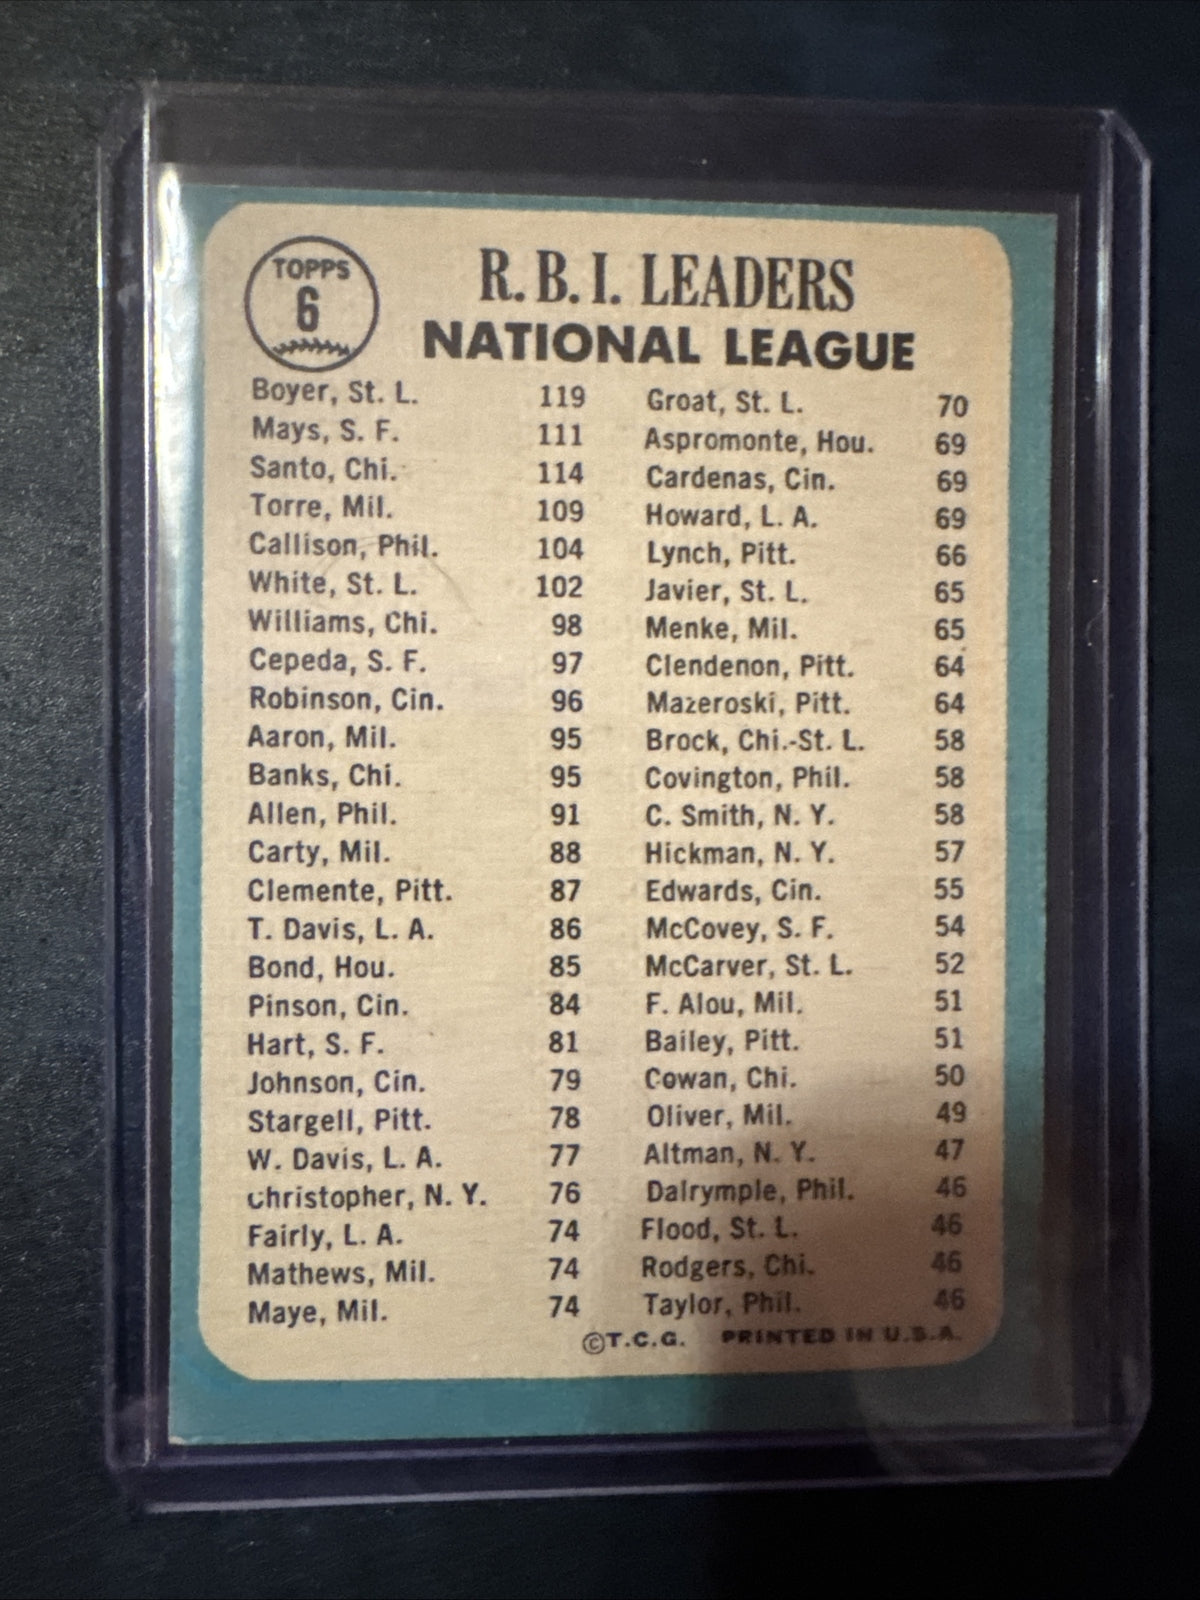 TOPPS
6
R. B. I. LEADERS
NATIONAL LEAGUE
Boyer, St. L. 119
Mays, S. F. 111
Santo, Chi. 114
Torre, Mil. 109
Callison, Phil. 104
White, St. L. 102
Williams, Chi. 98
Cepeda, S. F. 97
Robinson, Cin. 96
Aaron, Mil. 95
Banks, Chi. 95
Allen, Phil. 91
Carty, Mil. 88
Clemente, Pitt. 87
T. Davis, L. A. 86
Bond, Hou. 85
Pinson, Cin. 84
Hart, S. F. 81
Johnson, Cin. 79
Stargell, Pitt. 78
W. Davis, L. A. 77
Christopher, N. Y. 76
Fairly, L. A. 74
Mathews, Mil. 74
Maye, Mil. 74
Groat, St. L. 70
Aspromonte, Hou. 69
Cardenas, Cin. 69
Howard, L. A. 69
Lynch, Pitt. 66
Javier, St. L. 65
Menke, Mil. 65
Clendenon, Pitt. 64
Mazeroski, Pitt. 64
Brock, Chi.-St. L. 58
Covington, Phil. 58
C. Smith, N. Y. 58
Hickman, N. Y. 57
Edwards, Cin. 55
McCovey, S. F. 54
McCarver, St. L. 52
F. Alou, Mil. 51
Bailey, Pitt. 51
Cowan, Chi. 50
Oliver, Mil. 49
Altman, N. Y. 47
Dalrymple, Phil. 46
Flood, St. L. 46
Rodgers, Chi. 46
Taylor, Phil. 46
©T.C.G. PRINTED IN U.S.A.